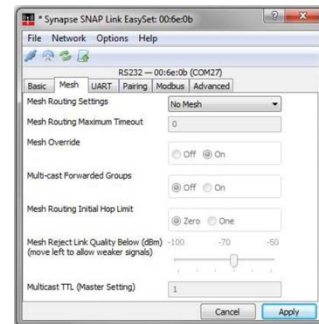 * Synapse SNAP Link EasySet: 00:6e:0b
File Network Options Help
RS232 — 00:6e:0b (COM27)
Basic Mesh UART Pairing Modbus Advanced
Mesh Routing Settings No Mesh
Mesh Routing Maximum Timeout 0
Mesh Override
Off On
Multi-cast Forwarded Groups
Off On
Mesh Routing Initial Hop Limit
Zero One
Mesh Reject Link Quality Below (dBm) -100 -70 -50
(move left to allow weaker signals)
Multicast TTL (Master Setting) 1
Cancel Apply